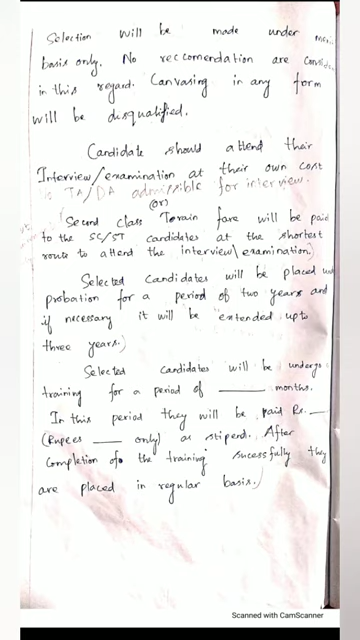 Selection will be made under
basis only. No reccomendation are
in this regard. Canvasing in any form
will be disqualified.
Candidate should attend their
Interview/examination at their own cost
TA/DA admissible for interview.
(or)
Second class Train fare will be paid
to the SC/ST candidates at the shortest
route to attend the interview/examination.)
Selected candidates will be placed
probation for a period of two years and
if necessary it will be extended upto
three years.)
Selected candidates will be undergo
training for a period of ______ months.
In this period they will be paid Rs. ___
(Rupees ____ only) as stipend. After
Completion of the training sucessfully they
are placed in regular basis.)
Scanned with CamScanner